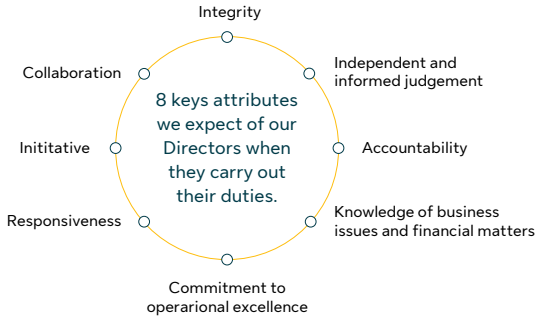 Integrity
Independent and
informed judgement
Accountability
Knowledge of business
issues and financial matters
Commitment to
operarional excellence
Responsiveness
Inititative
Collaboration
8 keys attributes
we expect of our
Directors when
they carry out
their duties.